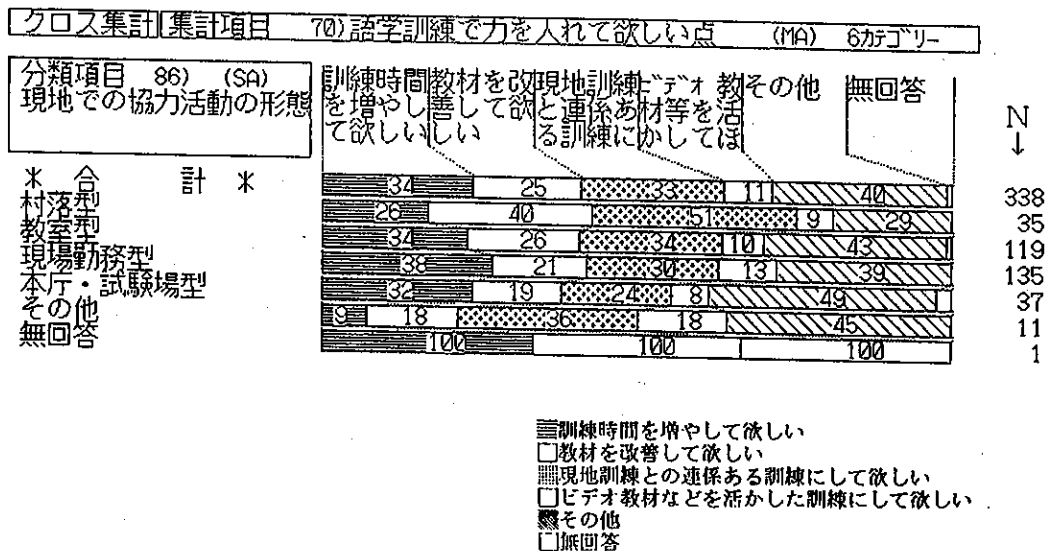 クロス集計 集計項目 70)語学訓練で力を入れて欲しい点 (MA) 6カテゴリー
分類項目 86) (SA)
現地での協力活動の形態
訓練時間を増やして欲しい
教材を改善して欲しい
現地訓練と連係ある訓練に
ビデオ教材等を活かしてほ
その他
無回答
N
↓
* 合 計 * 34 25 33 11 40 338
村落型 26 40 51 9 29 35
教室型 34 26 34 10 43 119
現場勤務型 38 21 30 13 39 135
本庁・試験場型 32 19 24 8 49 37
その他 9 18 36 18 45 11
無回答 100 100 100 1
訓練時間を増やして欲しい
教材を改善して欲しい
現地訓練との連係ある訓練にして欲しい
ビデオ教材などを活かした訓練にして欲しい
その他
無回答